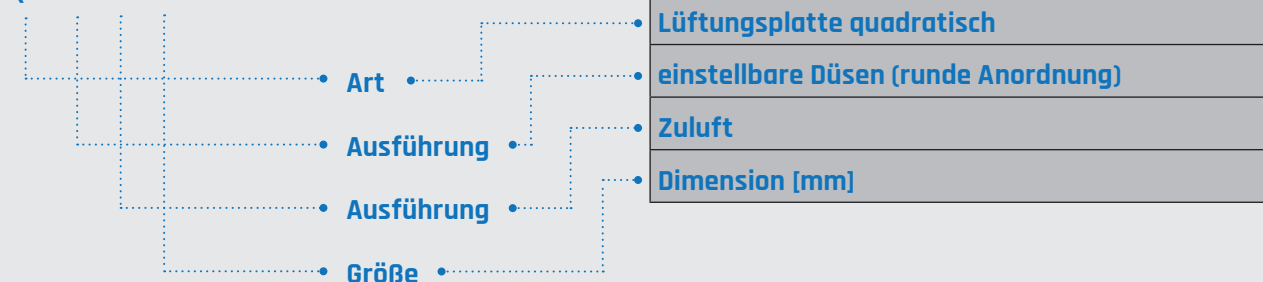 Art
Ausführung
Ausführung
Größe
Lüftungsplatte quadratisch
einstellbare Düsen (runde Anordnung)
Zuluft
Dimension [mm]